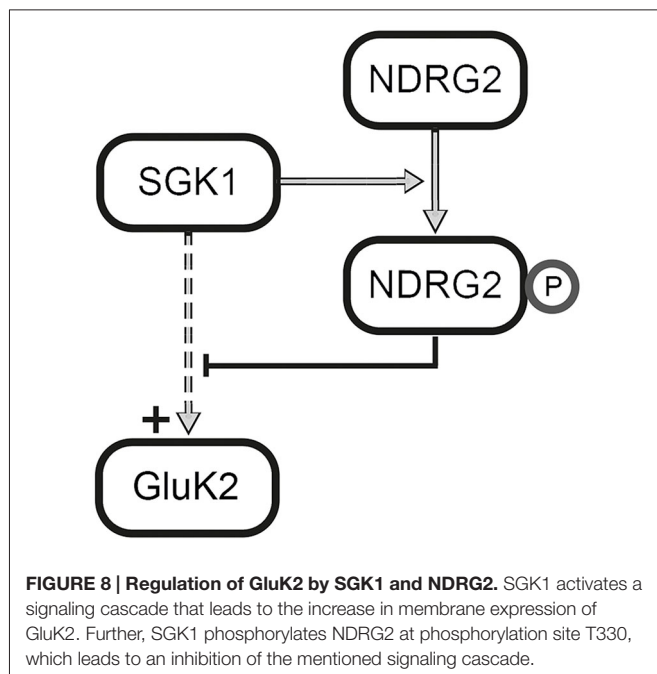 NDRG2
SGK1
NDRG2
P
+
GluK2
FIGURE 8 | Regulation of GluK2 by SGK1 and NDRG2. SGK1 activates a
signaling cascade that leads to the increase in membrane expression of
GluK2. Further, SGK1 phosphorylates NDRG2 at phosphorylation site T330,
which leads to an inhibition of the mentioned signaling cascade.